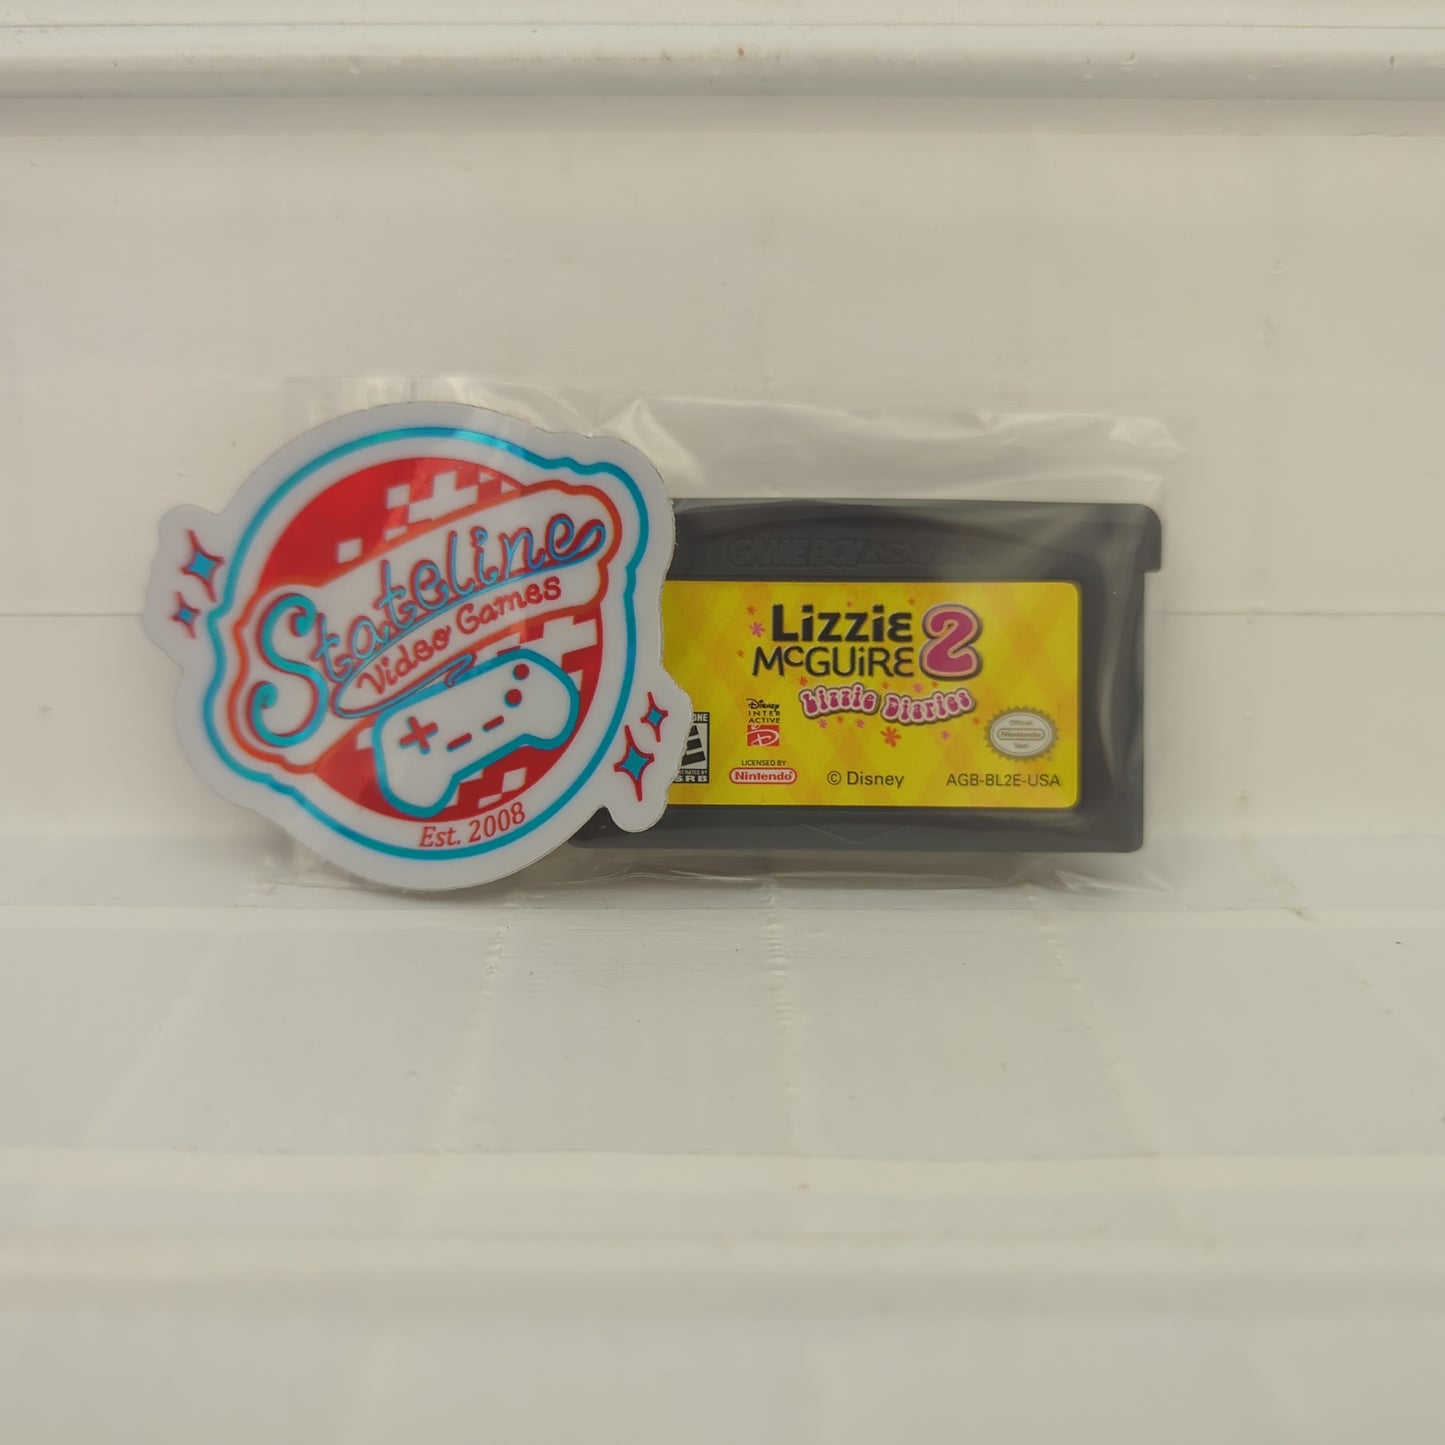 Stateline
Video Games
Est. 2008
GAME BOY ADVAN
Lizzie
McGuire 2
Lizzie Diaries
Disney
INTER
ACTIVE
E
LICENSED BY
Nintendo
© Disney
AGB-BL2E-USA
Official
Nintendo
Seal